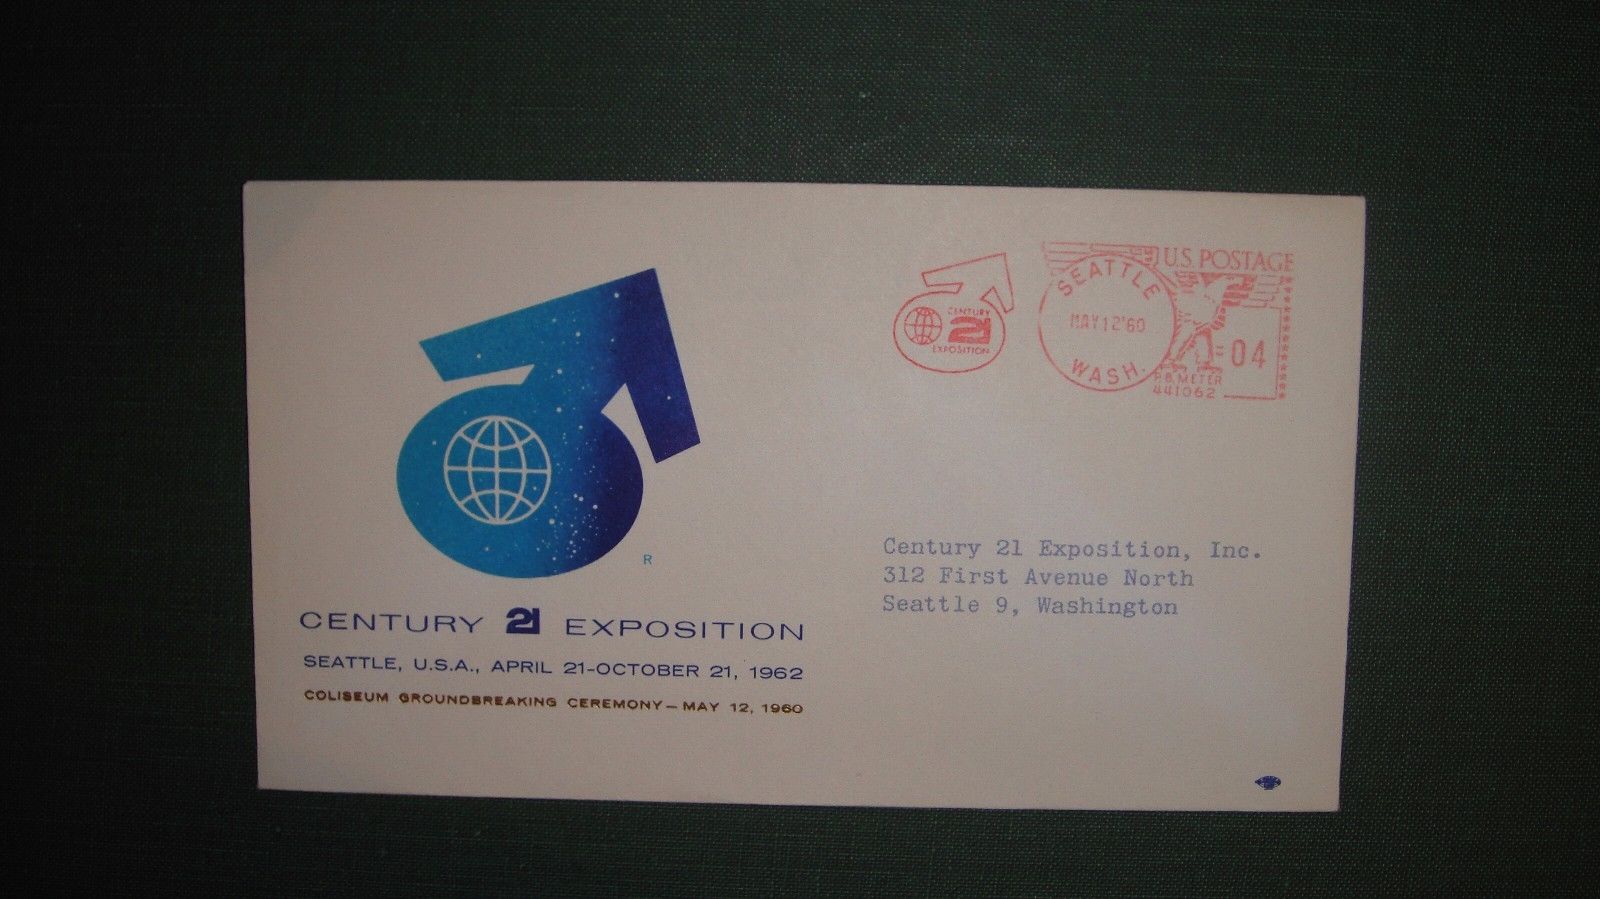 CENTURY
21
EXPOSITION
SEATTLE
MAY 12 '60
WASH.
U.S. POSTAGE
04
P.B. METER
441062
R
CENTURY 21 EXPOSITION
SEATTLE, U.S.A., APRIL 21-OCTOBER 21, 1962
COLISEUM GROUNDBREAKING CEREMONY — MAY 12, 1960
Century 21 Exposition, Inc.
312 First Avenue North
Seattle 9, Washington